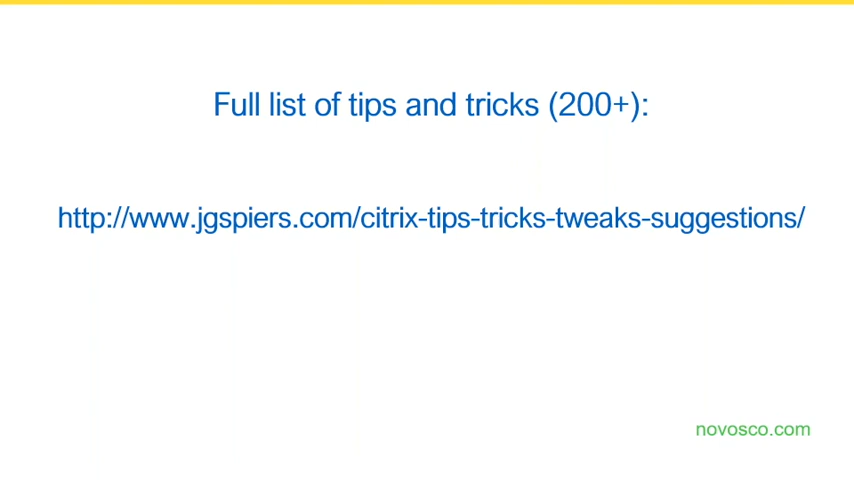 Full list of tips and tricks (200+):
http://www.jgspiers.com/citrix-tips-tricks-tweaks-suggestions/
novosco.com